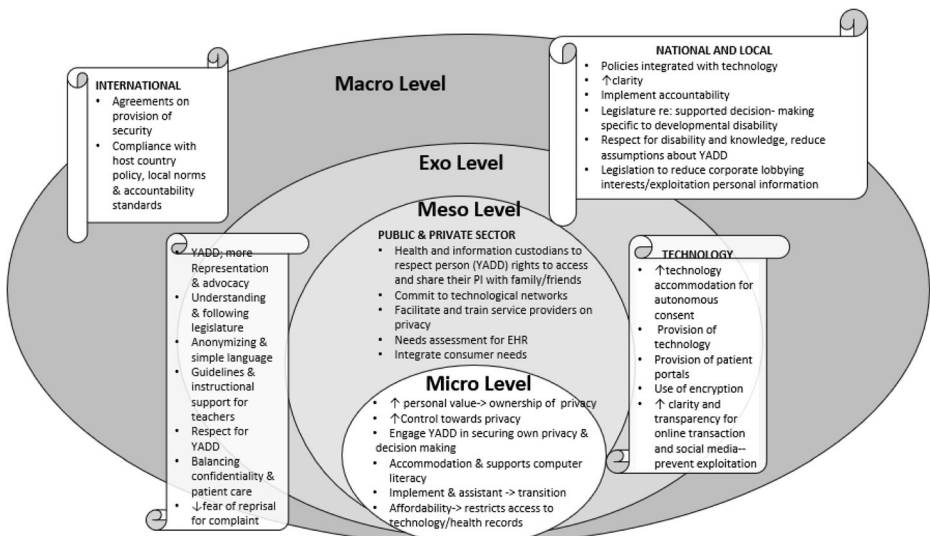 Macro Level
INTERNATIONAL
• Agreements on
provision of
security
• Compliance with
host country
policy, local norms
& accountability
standards
NATIONAL AND LOCAL
• Policies integrated with technology
• ↑clarity
• Implement accountability
• Legislature re: supported decision- making
specific to developmental disability
• Respect for disability and knowledge, reduce
assumptions about YADD
• Legislation to reduce corporate lobbying
interests/exploitation personal information
Exo Level
• YADD; more
Representation
& advocacy
• Understanding
& following
legislature
• Anonymizing &
simple language
• Guidelines &
instructional
support for
teachers
• Respect for
YADD
• Balancing
confidentiality &
patient care
• ↓fear of reprisal
for complaint
TECHNOLOGY
• ↑technology
accommodation for
autonomous
consent
• Provision of
technology
• Provision of patient
portals
• Use of encryption
• ↑ clarity and
transparency for
online transaction
and social media--
prevent exploitation
Meso Level
PUBLIC & PRIVATE SECTOR
• Health and information custodians to
respect person (YADD) rights to access
and share their PI with family/friends
• Commit to technological networks
• Facilitate and train service providers on
privacy
• Needs assessment for EHR
• Integrate consumer needs
Micro Level
• ↑ personal value-> ownership of privacy
• ↑Control towards privacy
• Engage YADD in securing own privacy &
decision making
• Accommodation & supports computer
literacy
• Implement & assistant -> transition
• Affordability-> restricts access to
technology/health records